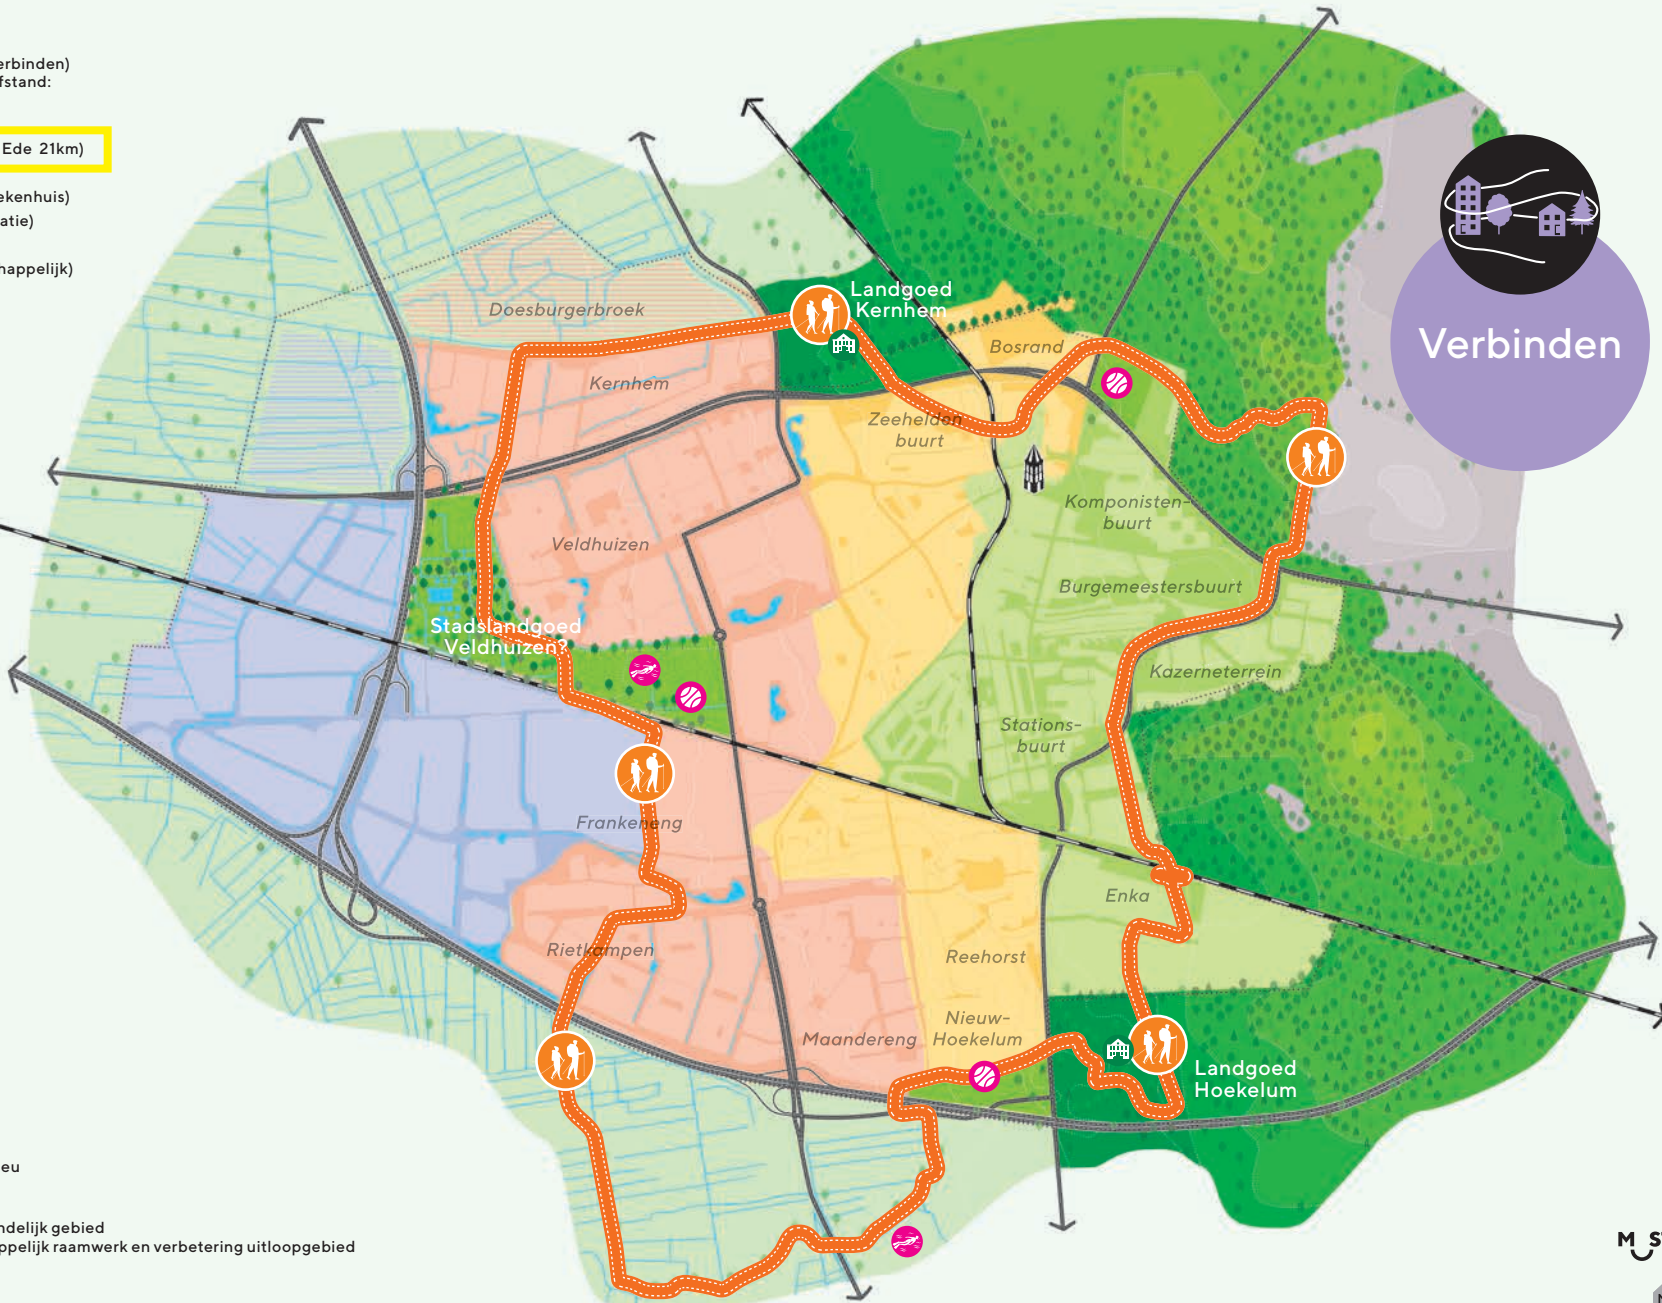 erbinden)
fstand:
Ede 21km)
ekenhuis)
atie)
happelijk)
Landgoed
Kernhem
Doesburgerbroek
Bosrand
Verbinden
Kernhem
Zeehelden
buurt
Komponisten-
buurt
Veldhuizen
Burgemeestersbuurt
Stadslandgoed
Veldhuizen?
Kazerneterrein
Stations-
buurt
Frankeneng
Enka
Rietkampen
Reehorst
Nieuw-
Hoekelum
Maandereng
Landgoed
Hoekelum
eu
ndelijk gebied
ppelijk raamwerk en verbetering uitloopgebied